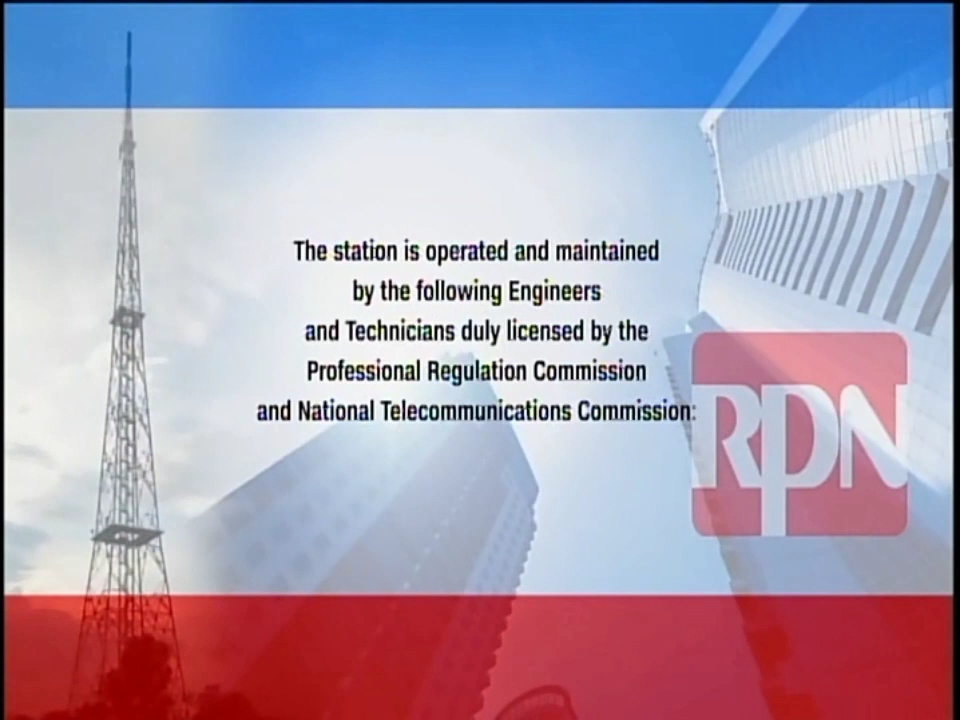 The station is operated and maintained
by the following Engineers
and Technicians duly licensed by the
Professional Regulation Commission
and National Telecommunications Commission:
RPN